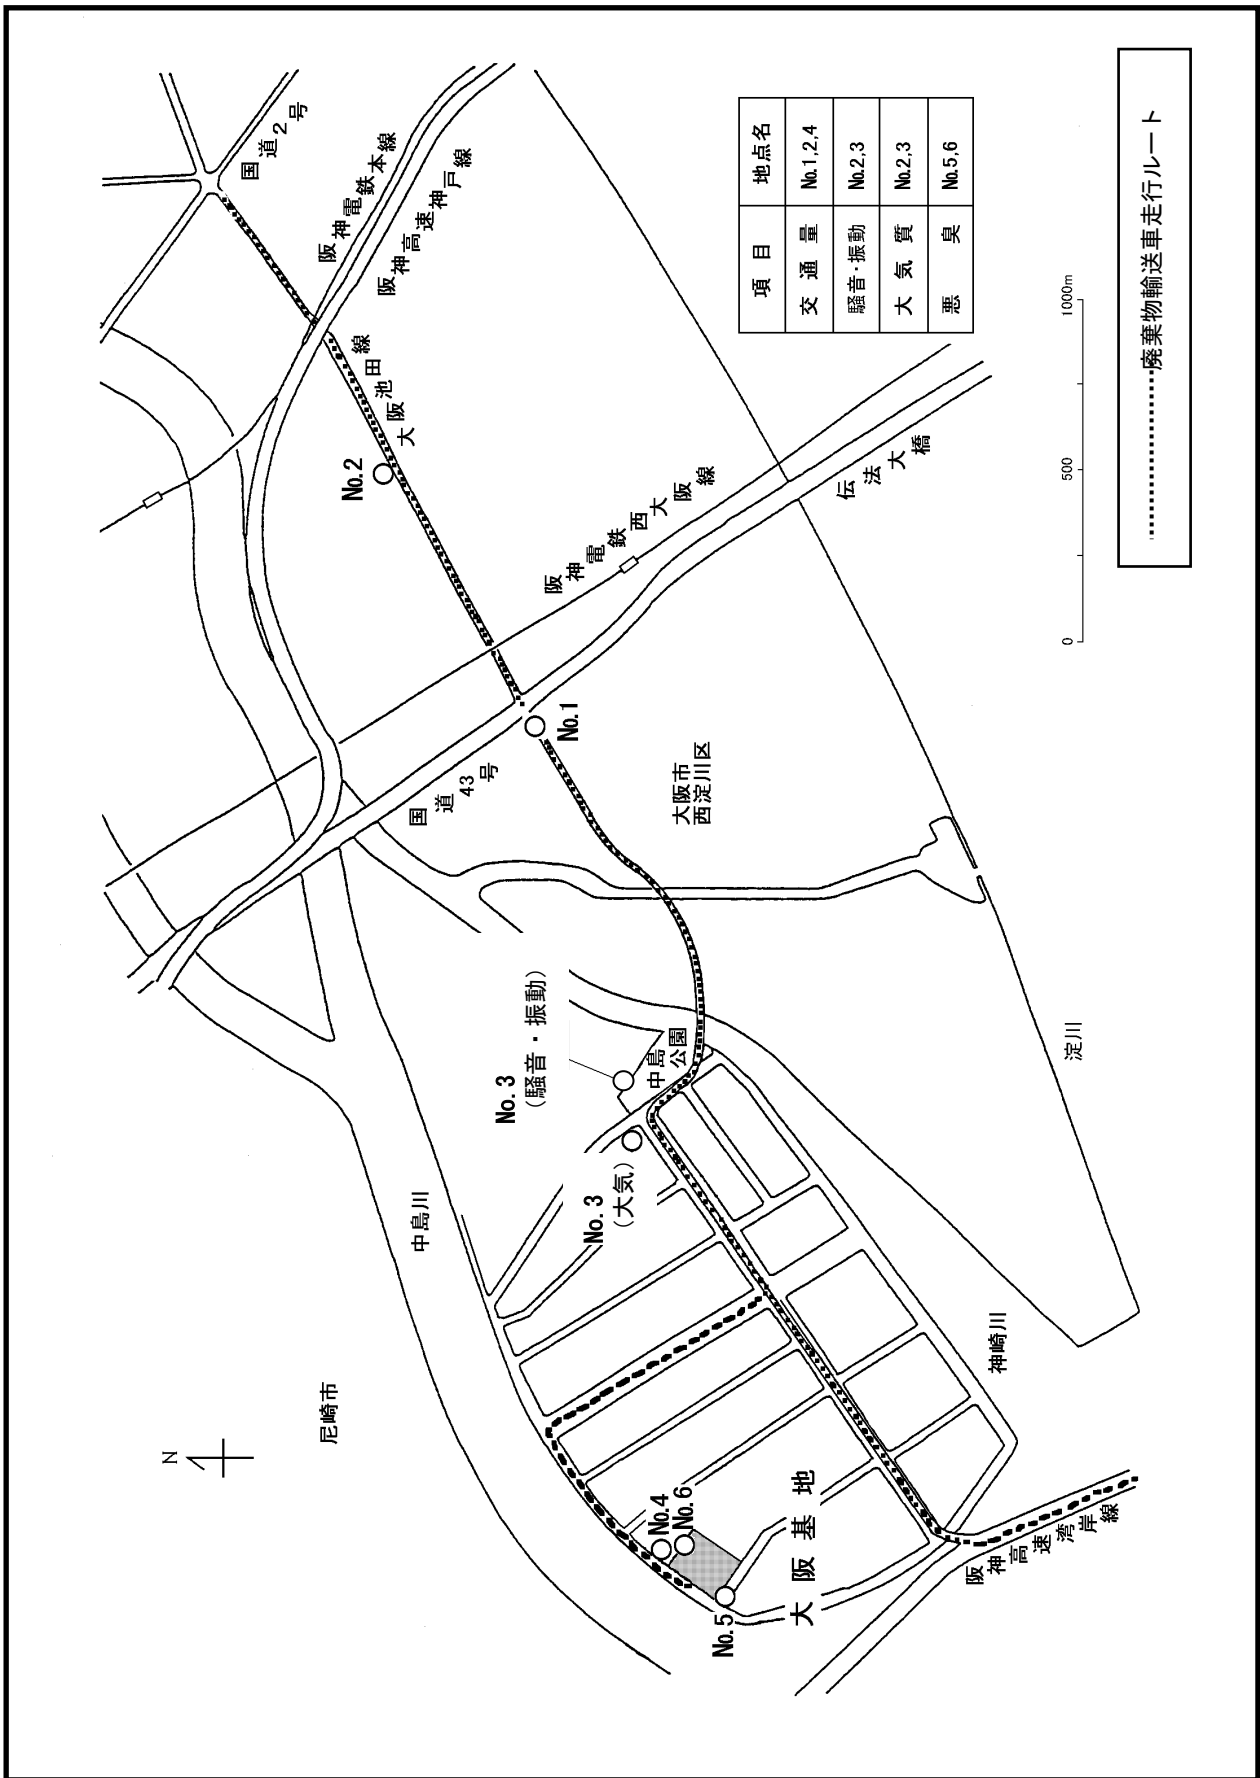 N
尼崎市
中島川
国道2号
阪神電鉄本線
阪神高速神戸線
大阪池田線
No.2
阪神電鉄西大阪線
伝法大橋
国道43号
No.1
大阪市
西淀川区
No.3
(騒音・振動)
中島
公園
No.3
(大気)
淀川
神崎川
No.4
No.6
No.5
大阪基地
阪神高速湾岸線
項目 地点名
交通量 No.1,2,4
騒音・振動 No.2,3
大気質 No.2,3
悪臭 No.5,6
0 500 1000m
廃棄物輸送車走行ルート